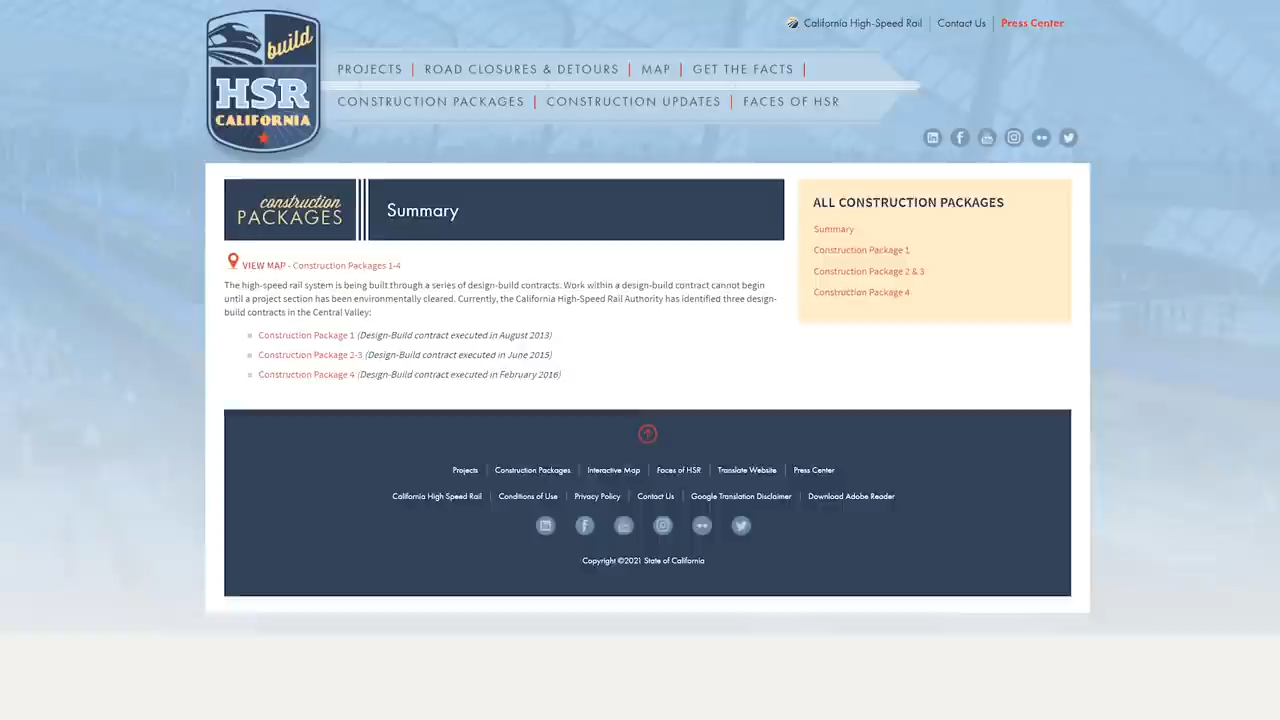 California High-Speed Rail | Contact Us | Press Center
build
HSR
CALIFORNIA
PROJECTS | ROAD CLOSURES & DETOURS | MAP | GET THE FACTS |
CONSTRUCTION PACKAGES | CONSTRUCTION UPDATES | FACES OF HSR
construction
PACKAGES
Summary
VIEW MAP - Construction Packages 1-4
The high-speed rail system is being built through a series of design-build contracts. Work within a design-build contract cannot begin
until a project section has been environmentally cleared. Currently, the California High-Speed Rail Authority has identified three design-
build contracts in the Central Valley:
Construction Package 1 (Design-Build contract executed in August 2013)
Construction Package 2-3 (Design-Build contract executed in June 2015)
Construction Package 4 (Design-Build contract executed in February 2016)
ALL CONSTRUCTION PACKAGES
Summary
Construction Package 1
Construction Package 2 & 3
Construction Package 4
Projects | Construction Packages | Interactive Map | Faces of HSR | Translate Website | Press Center
California High Speed Rail | Conditions of Use | Privacy Policy | Contact Us | Google Translation Disclaimer | Download Adobe Reader
Copyright ©2021 State of California